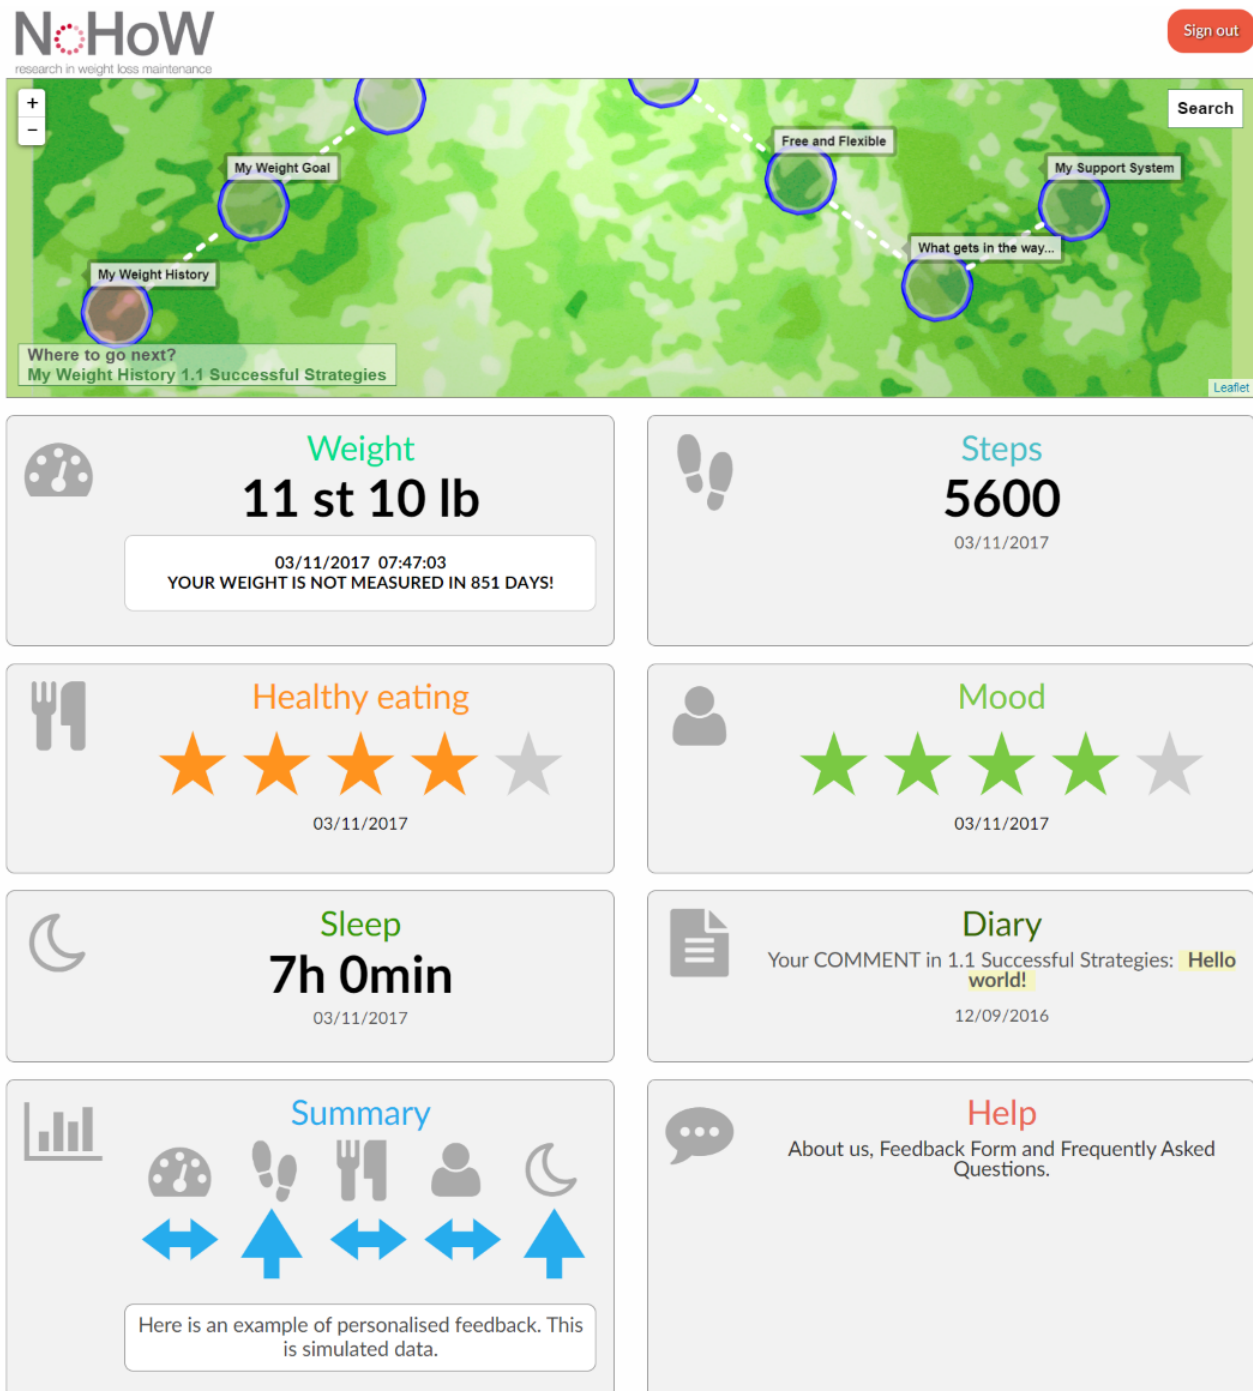 NoHoW
research in weight loss maintenance
Sign out
+
−
Search
Free and Flexible
My Weight Goal
My Support System
What gets in the way...
My Weight History
Where to go next?
My Weight History 1.1 Successful Strategies
Leaflet
Weight
11 st 10 lb
03/11/2017 07:47:03
YOUR WEIGHT IS NOT MEASURED IN 851 DAYS!
Steps
5600
03/11/2017
Healthy eating
03/11/2017
Mood
03/11/2017
Sleep
7h 0min
03/11/2017
Diary
Your COMMENT in 1.1 Successful Strategies: Hello
world!
12/09/2016
Summary
Here is an example of personalised feedback. This
is simulated data.
Help
About us, Feedback Form and Frequently Asked
Questions.